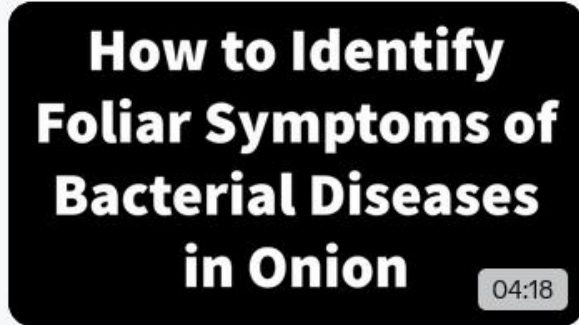 How to Identify
Foliar Symptoms of
Bacterial Diseases
in Onion
04:18